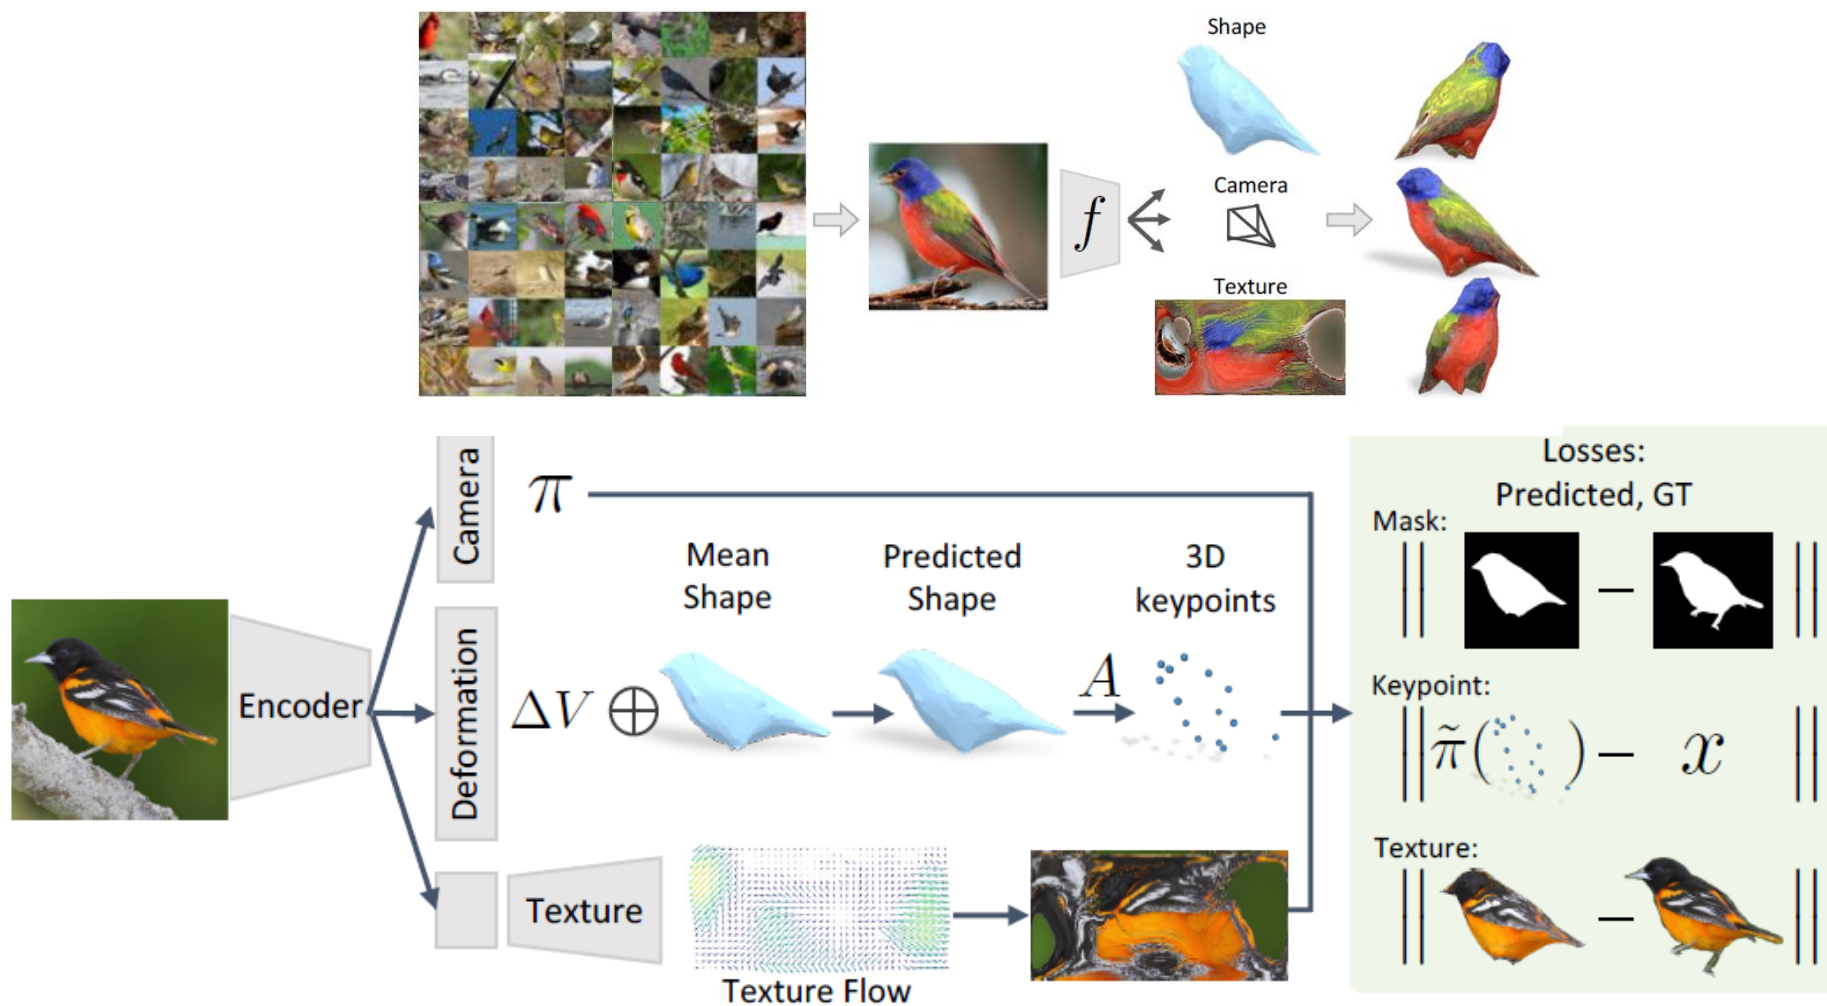 Shape
f
Camera
Texture
Losses:
Predicted, GT
Camera
π
Mask:
|| − ||
Mean
Shape
Predicted
Shape
3D
keypoints
Encoder
Deformation
ΔV ⊕
A
Keypoint:
|| π̃( ) − x ||
Texture:
|| − ||
Texture
Texture Flow